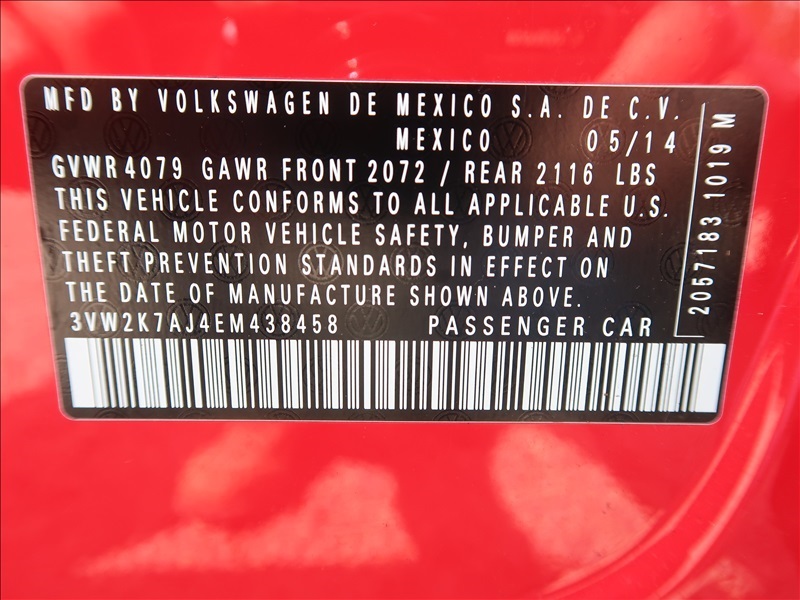 MFD BY VOLKSWAGEN DE MEXICO S.A. DE C.V.
MEXICO 05/14
GVWR 4079 GAWR FRONT 2072 / REAR 2116 LBS
THIS VEHICLE CONFORMS TO ALL APPLICABLE U.S.
FEDERAL MOTOR VEHICLE SAFETY, BUMPER AND
THEFT PREVENTION STANDARDS IN EFFECT ON
THE DATE OF MANUFACTURE SHOWN ABOVE.
3VW2K7AJ4EM438458 PASSENGER CAR
2057183 1019 M